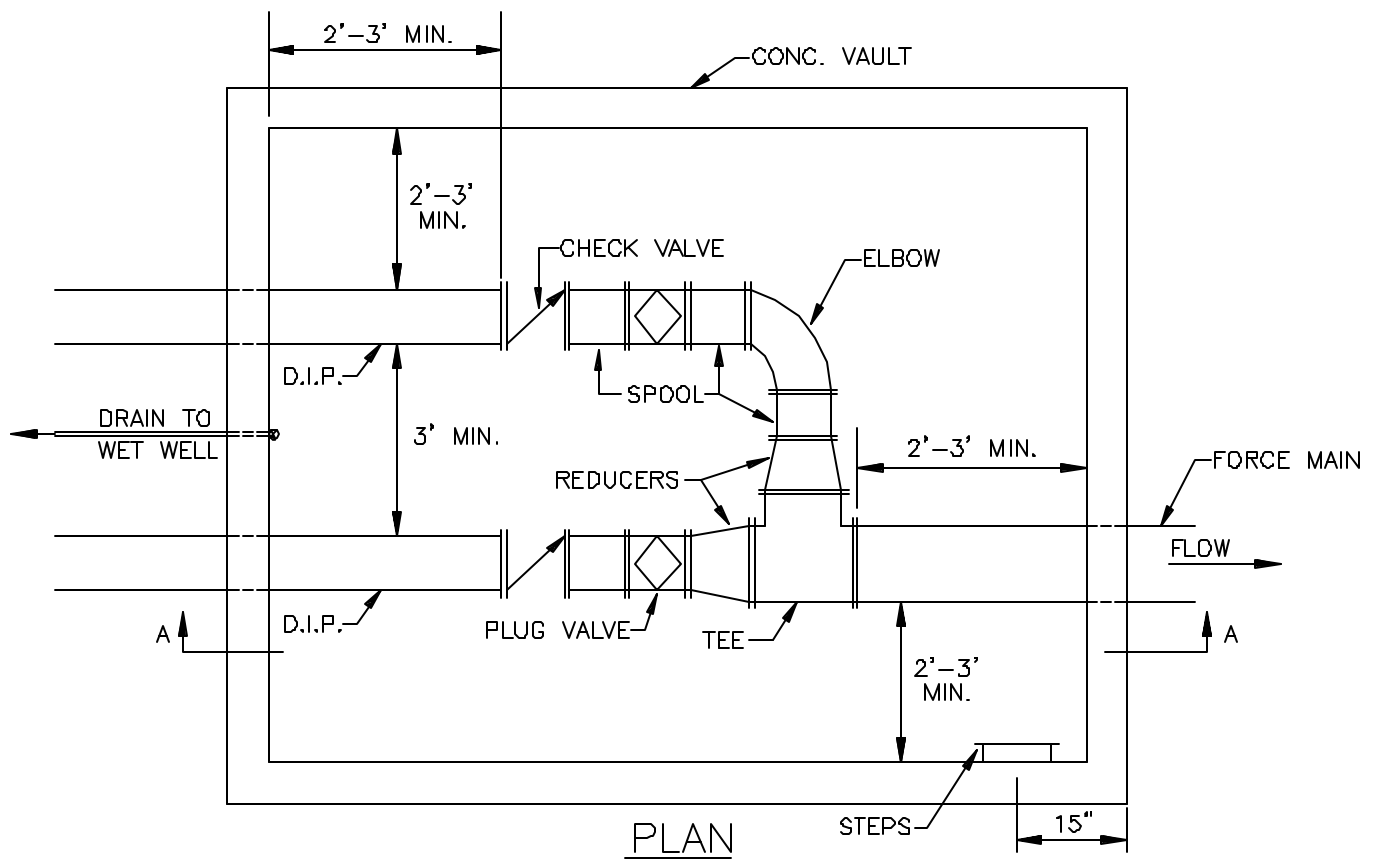 2'-3' MIN.
CONC. VAULT
2'-3'
MIN.
CHECK VALVE
ELBOW
D.I.P.
SPOOL
DRAIN TO
WET WELL
3' MIN.
2'-3' MIN.
FORCE MAIN
REDUCERS
FLOW
D.I.P.
PLUG VALVE
TEE
A
A
2'-3'
MIN.
STEPS
15"
PLAN